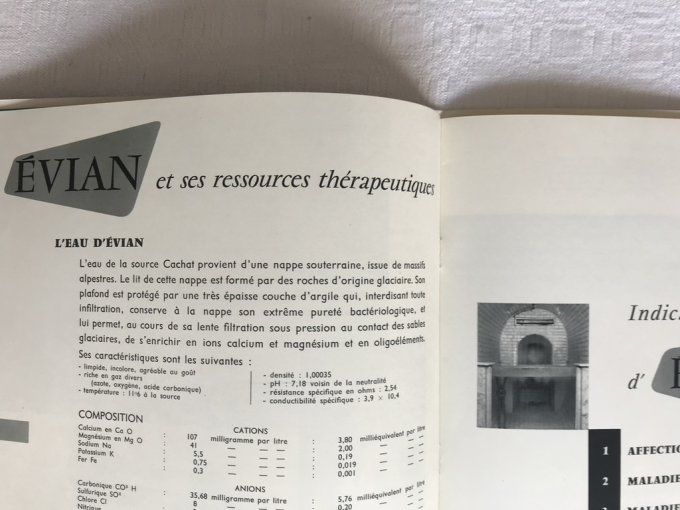 ÉVIAN et ses ressources thérapeutiques
L'EAU D'ÉVIAN
L'eau de la source Cachat provient d'une nappe souterraine, issue de massifs
alpestres. Le lit de cette nappe est formé par des roches d'origine glaciaire. Son
plafond est protégé par une très épaisse couche d'argile qui, interdisant toute
infiltration, conserve à la nappe son extrême pureté bactériologique, et
lui permet, au cours de sa lente filtration sous pression au contact des sables
glaciaires, de s'enrichir en ions calcium et magnésium et en oligoéléments.
Ses caractéristiques sont les suivantes :
- limpide, incolore, agréable au goût
- riche en gaz divers
(azote, oxygène, acide carbonique)
- température : 11°6 à la source
- densité : 1,00035
- pH : 7,18 voisin de la neutralité
- résistance spécifique en ohms : 2,54
- conductibilité spécifique : 3,9 × 10,4
COMPOSITION
CATIONS
Calcium en Ca O : 107 milligramme par litre : 3,80 milliéquivalent par litre
Magnésium en Mg O : 41 — — — : 2,00 — — —
Sodium Na : 5,5 — — — : 0,19 — — —
Potassium K : 0,75 — — — : 0,019 — — —
Fer Fe : 0,3 — — — : 0,001 — — —
ANIONS
Carbonique CO³ H : 35,68 milligramme par litre : 5,76 milliéquivalent par litre
Sulfurique SO⁴ : 8 — : 0,20 — —
Chlore Cl
Nitrique
Indic
d'
1 AFFECTIO
2 MALADIE
3 MALADIE